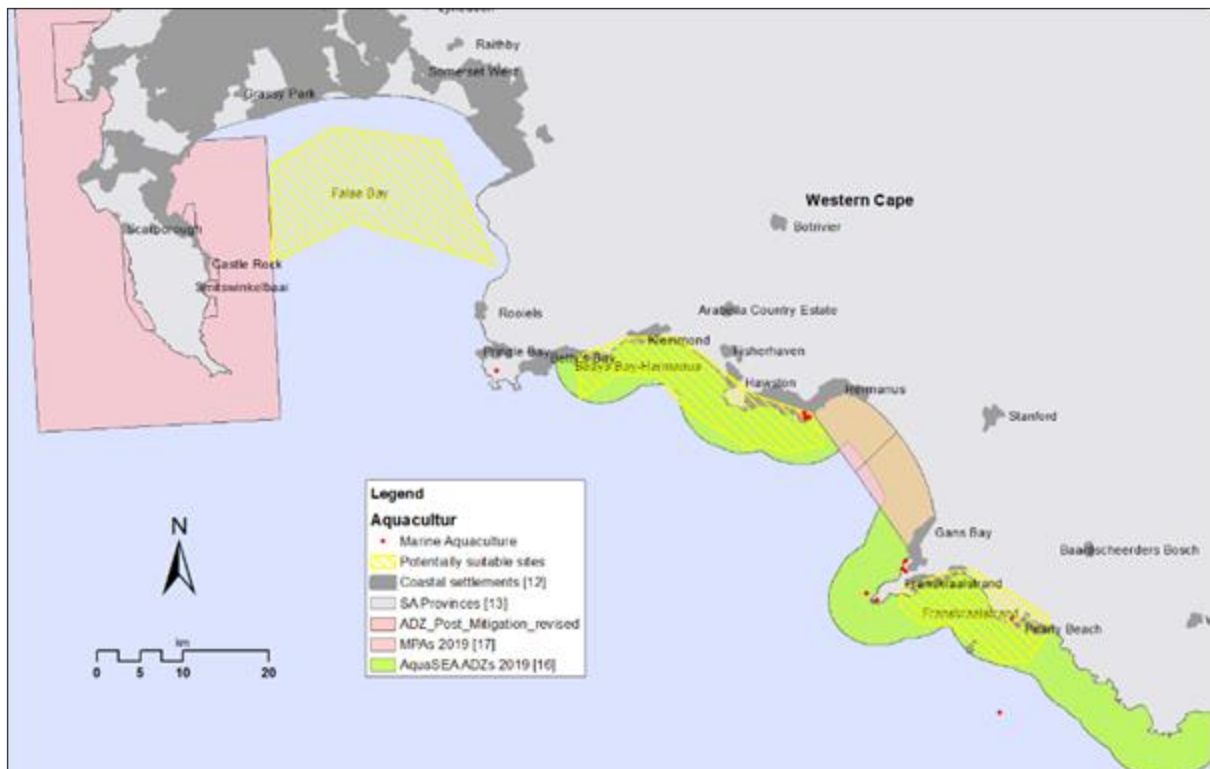 Raithby
Somerset West
Grassy Park
False Bay
Western Cape
Botrivier
Scarborough
Castle Rock
Smitswinkelbaai
Rooiels
Arabella Country Estate
Kleinmond
Fisherhaven
Pringle Bay
Betty's Bay
Bettys Bay-Hermanus
Hawston
Hermanus
Stanford
Legend
Aquacultur
Marine Aquaculture
Potentially suitable sites
Coastal settlements [12]
SA Provinces [13]
ADZ_Post_Mitigation_revised
MPAs 2019 [17]
AquaSEA ADZs 2019 [16]
N
km
0 5 10 20
Gans Bay
Baardscheerders Bosch
Franskraalstrand
Franskraalstrand
Pearly Beach